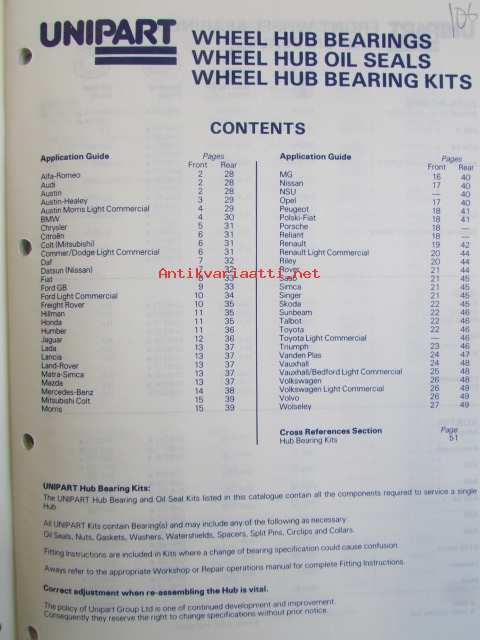 106
UNIPART
WHEEL HUB BEARINGS
WHEEL HUB OIL SEALS
WHEEL HUB BEARING KITS
CONTENTS
Application Guide Pages
Front Rear
Alfa-Romeo 2 28
Audi 2 28
Austin 2 28
Austin-Healey 3 29
Austin Morris Light Commercial 4 29
BMW 4 30
Chrysler 5 31
Citroën 6 31
Colt (Mitsubishi) 6 31
Commer/Dodge Light Commercial 6 31
Daf 7 32
Datsun (Nissan) 7 32
Fiat 8 33
Ford GB 9 33
Ford Light Commercial 10 34
Freight Rover 10 35
Hillman 11 35
Honda 11 35
Humber 11 36
Jaguar 12 36
Lada 13 37
Lancia 13 37
Land-Rover 13 37
Matra-Simca 13 37
Mazda 13 37
Mercedes-Benz 14 38
Mitsubishi Colt 15 39
Morris 15 39
Application Guide Pages
Front Rear
MG 16 40
Nissan 17 40
NSU — 40
Opel 17 40
Peugeot 18 41
Polski-Fiat 18 41
Porsche 18 —
Reliant 18 —
Renault 19 42
Renault Light Commercial 20 44
Riley 20 44
Rover 21 44
Saab 21 45
Simca 21 45
Singer 21 45
Skoda 22 45
Sunbeam 22 46
Talbot 22 46
Toyota 22 46
Toyota Light Commercial — 46
Triumph 23 46
Vanden Plas 24 47
Vauxhall 24 48
Vauxhall/Bedford Light Commercial 25 48
Volkswagen 26 48
Volkswagen Light Commercial 26 49
Volvo 26 49
Wolseley 27 49
Cross References Section Page
Hub Bearing Kits 51
Antikvariaatti.net
UNIPART Hub Bearing Kits:
The UNIPART Hub Bearing and Oil Seal Kits listed in this catalogue contain all the components required to service a single
Hub
All UNIPART Kits contain Bearing(s) and may include any of the following as necessary:
Oil Seals, Nuts, Gaskets, Washers, Watershields, Spacers, Split Pins, Circlips and Collars.
Fitting Instructions are included in Kits where a change of bearing specification could cause confusion.
Aways refer to the appropriate Workshop or Repair operations manual for complete Fitting Instructions.
Correct adjustment when re-assembling the Hub is vital.
The policy of Unipart Group Ltd is one of continued development and improvement.
Consequently they reserve the right to change specifications without prior notice.